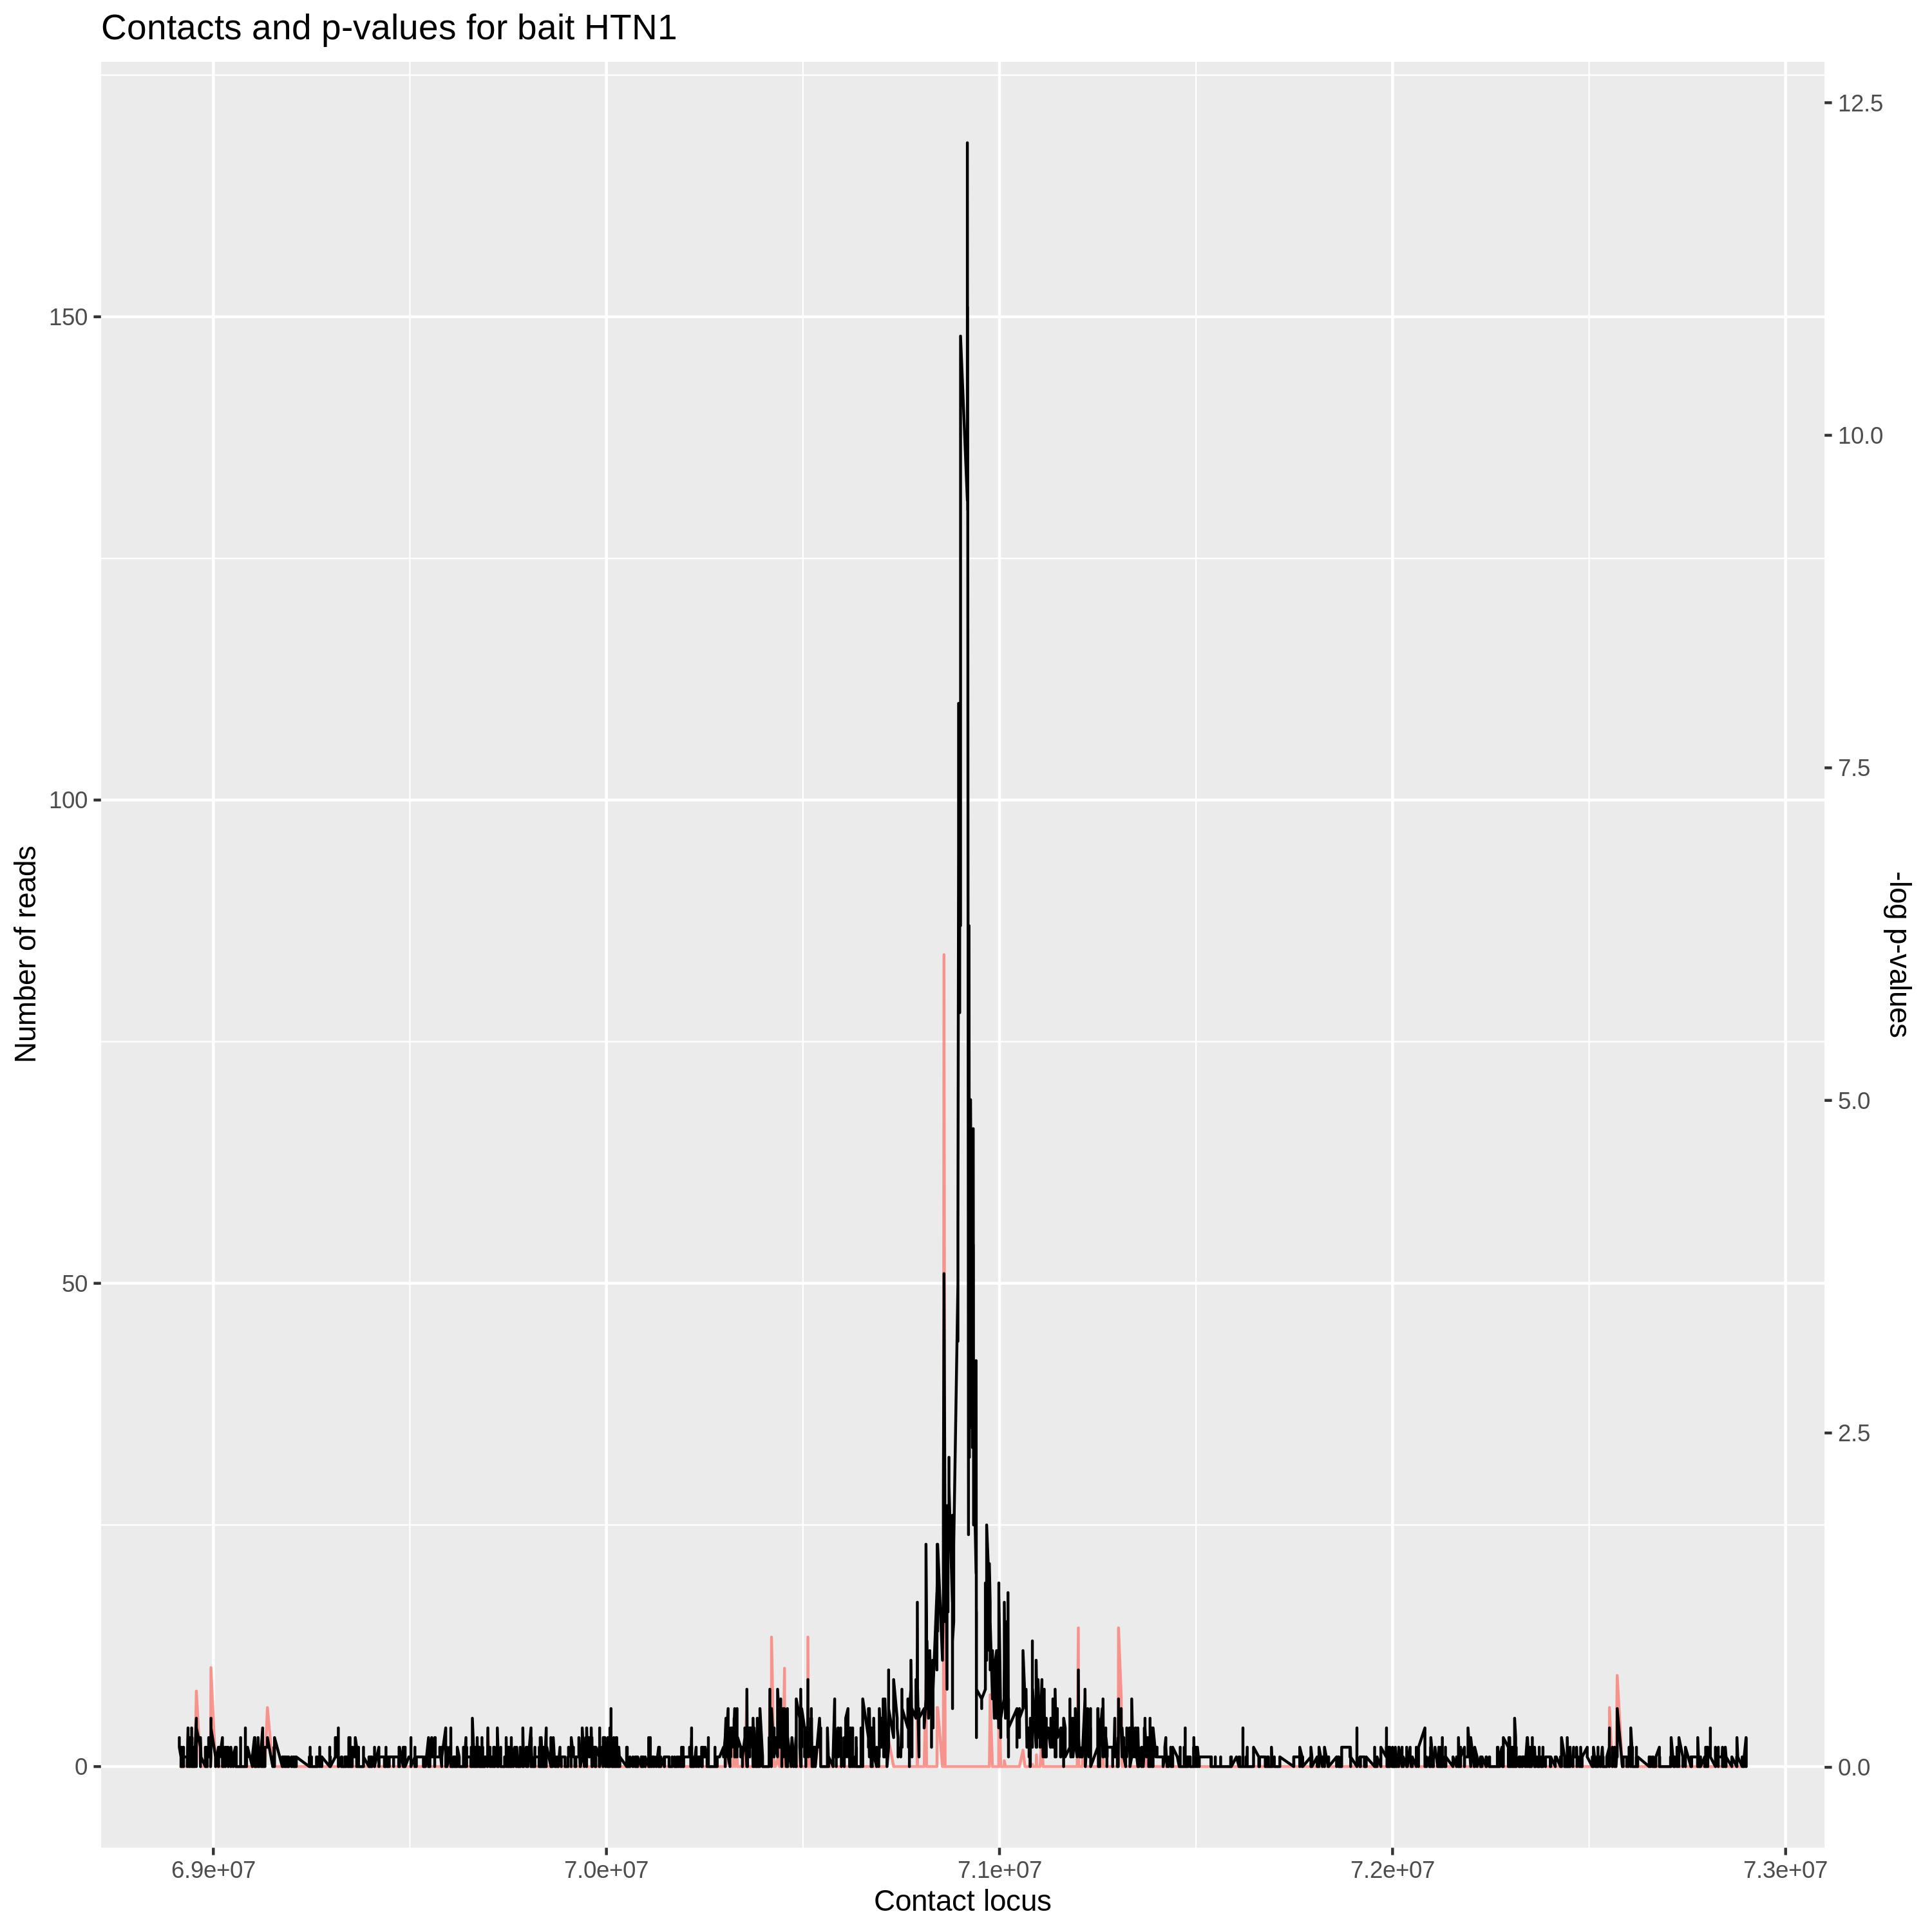 Contacts and p-values for bait HTN1
150
100
50
0
Number of reads
12.5
10.0
7.5
5.0
2.5
0.0
-log p-values
6.9e+07
7.0e+07
7.1e+07
7.2e+07
7.3e+07
Contact locus